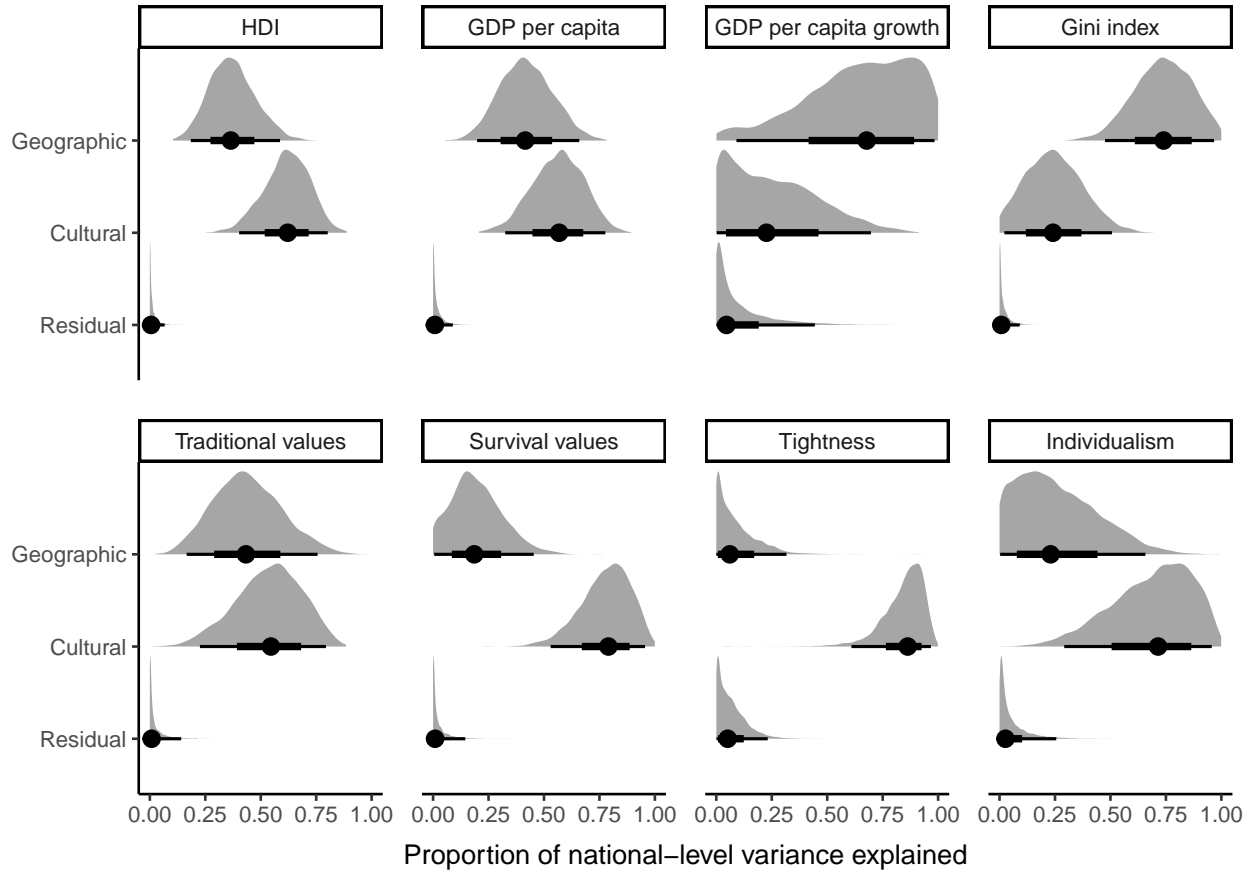 HDI
GDP per capita
GDP per capita growth
Gini index
Geographic
Cultural
Residual
Traditional values
Survival values
Tightness
Individualism
Geographic
Cultural
Residual
0.00 0.25 0.50 0.75 1.00
0.00 0.25 0.50 0.75 1.00
0.00 0.25 0.50 0.75 1.00
0.00 0.25 0.50 0.75 1.00
Proportion of national−level variance explained